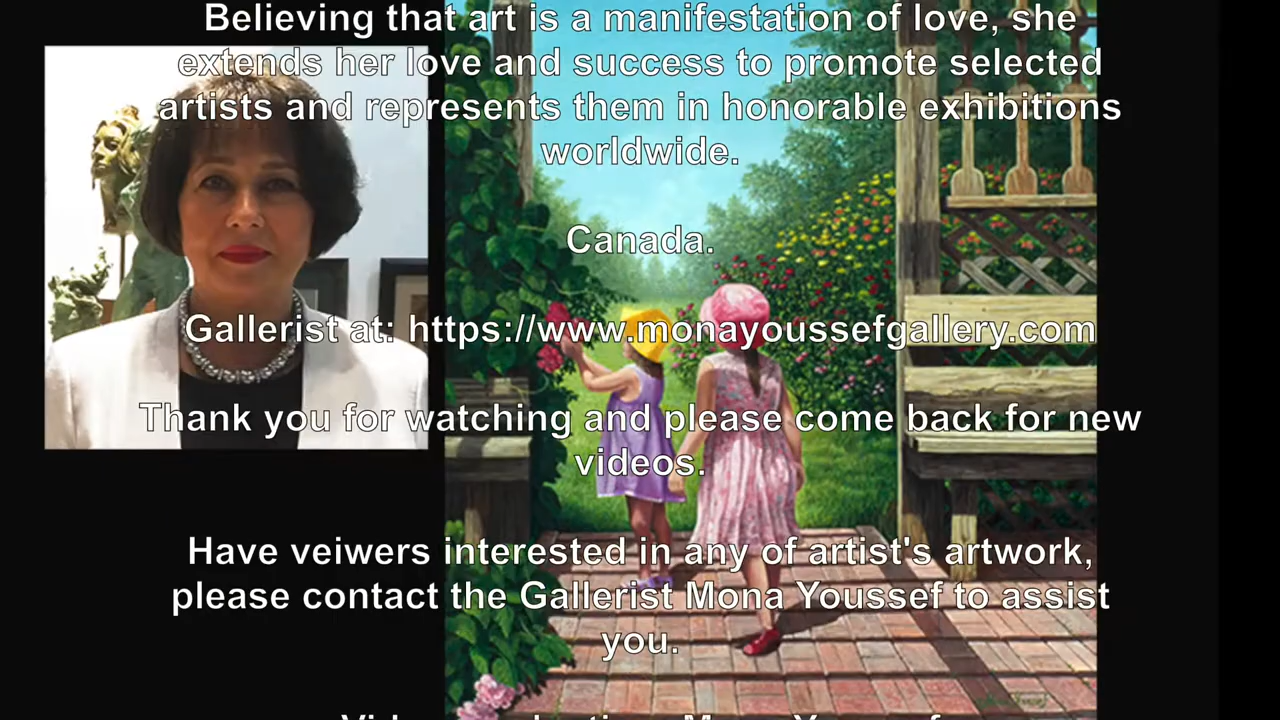 Believing that art is a manifestation of love, she
extends her love and success to promote selected
artists and represents them in honorable exhibitions
worldwide.
Canada.
Gallerist at: https://www.monayoussefgallery.com
Thank you for watching and please come back for new
videos.
Have veiwers interested in any of artist's artwork,
please contact the Gallerist Mona Youssef to assist
you.